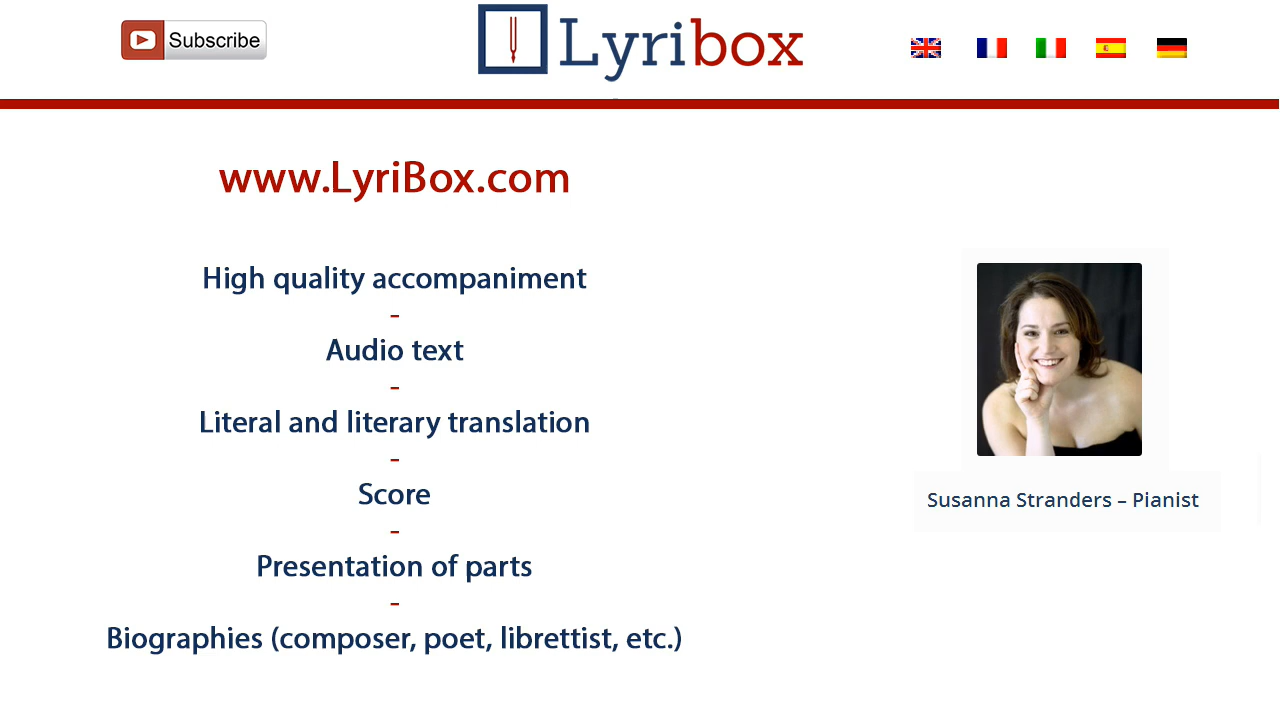 Subscribe
Lyribox
www.LyriBox.com
High quality accompaniment
-
Audio text
-
Literal and literary translation
-
Score
-
Presentation of parts
-
Biographies (composer, poet, librettist, etc.)
Susanna Stranders – Pianist